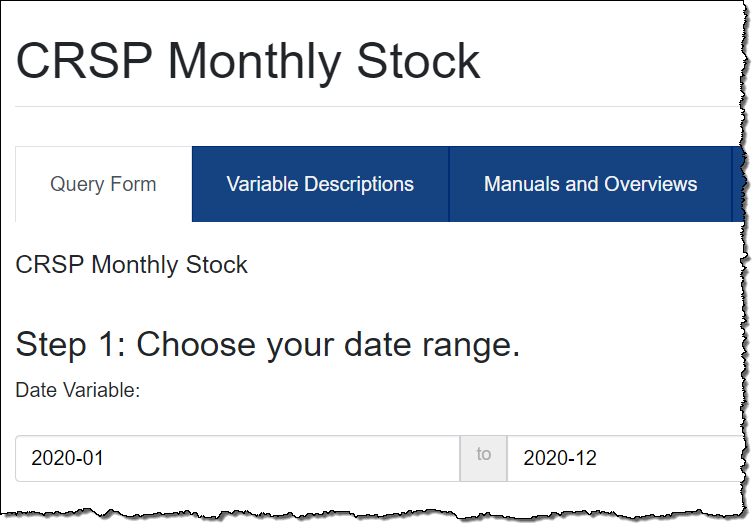 CRSP Monthly Stock
Query Form Variable Descriptions Manuals and Overviews
CRSP Monthly Stock
Step 1: Choose your date range.
Date Variable:
2020-01 to 2020-12